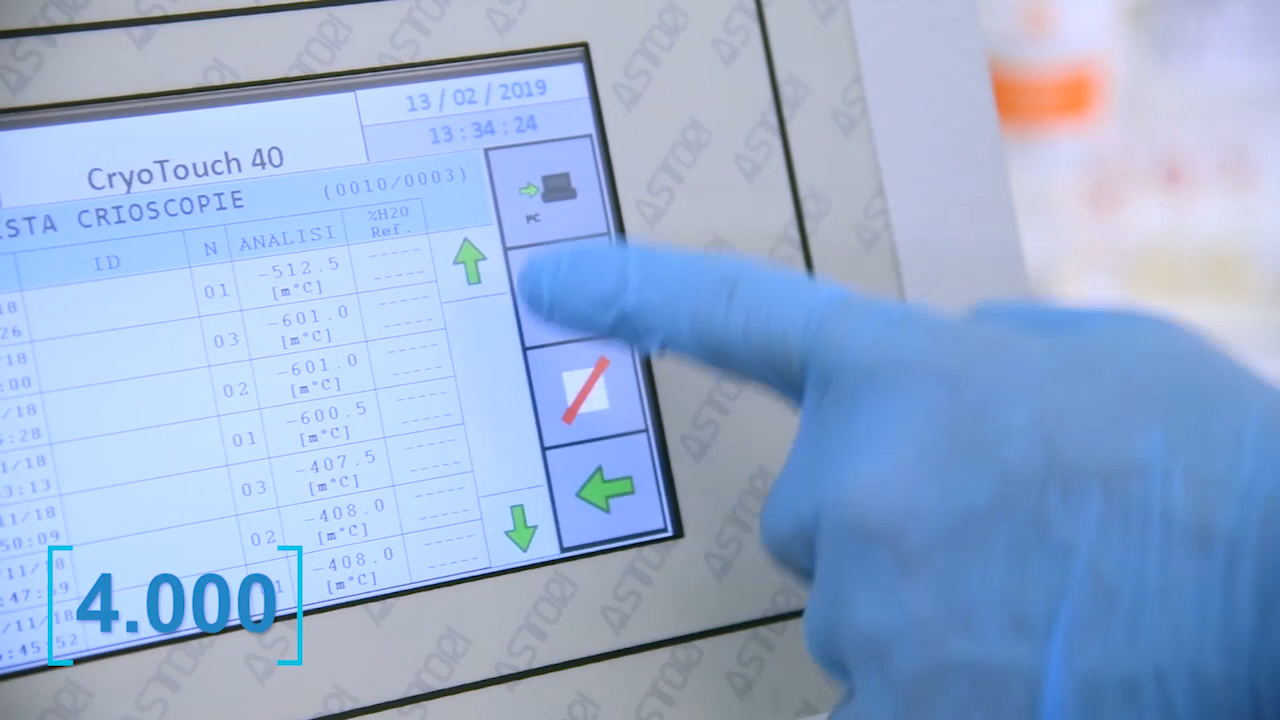 13 / 02 / 2019
13 : 34 : 24
CryoTouch 40
ISTA CRIOSCOPIE (0010/0003)
ID N ANALISI %H2O Ref.
01 -512.5 [m°C]
03 -601.0 [m°C]
02 -601.0 [m°C]
01 -600.5 [m°C]
03 -407.5 [m°C]
02 -408.0 [m°C]
-408.0 [m°C]
PC
4.000
ASTORI